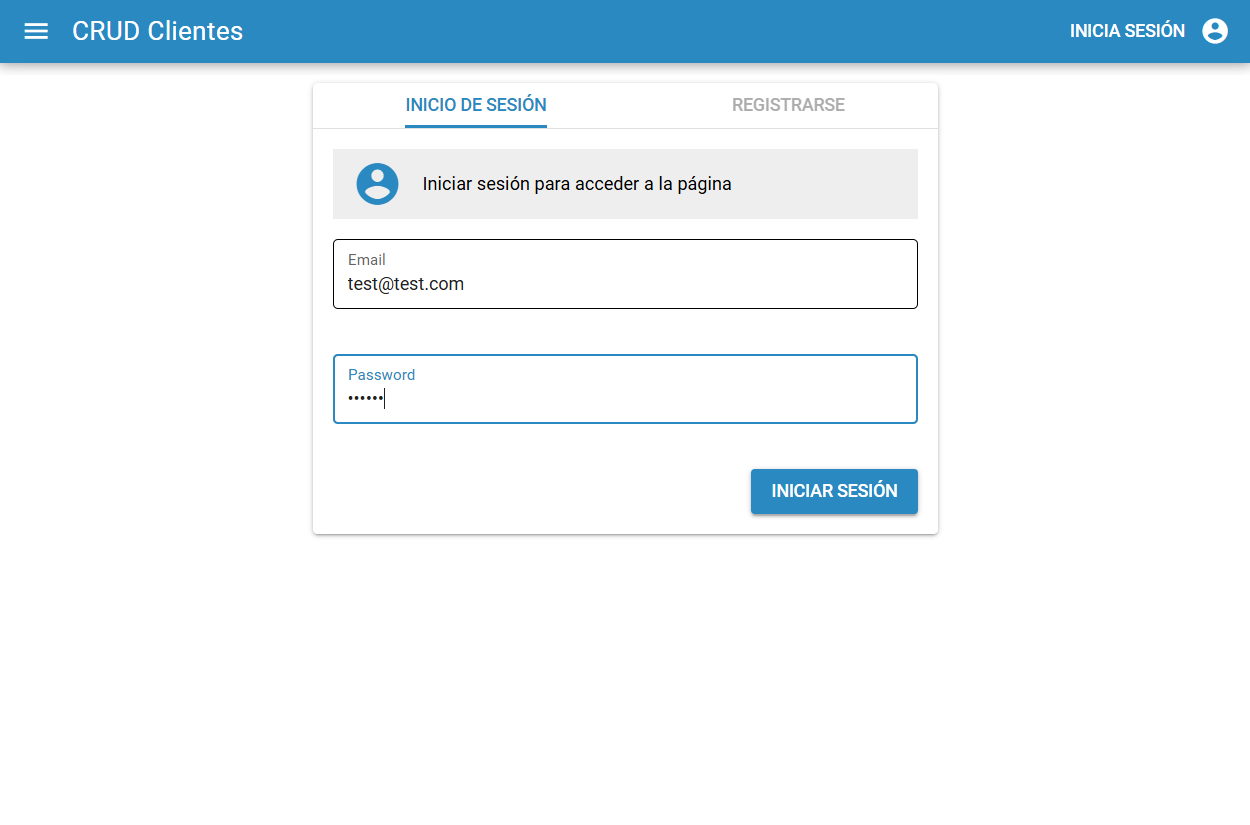 CRUD Clientes
INICIA SESIÓN
INICIO DE SESIÓN
REGISTRARSE
Iniciar sesión para acceder a la página
Email
test@test.com
Password
••••••
INICIAR SESIÓN